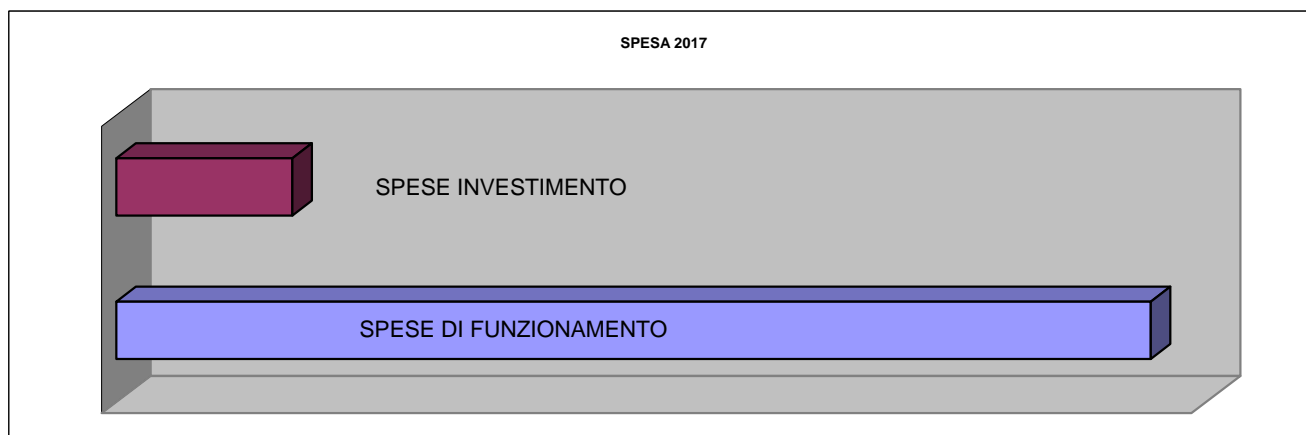 SPESA 2017
SPESE INVESTIMENTO
SPESE DI FUNZIONAMENTO